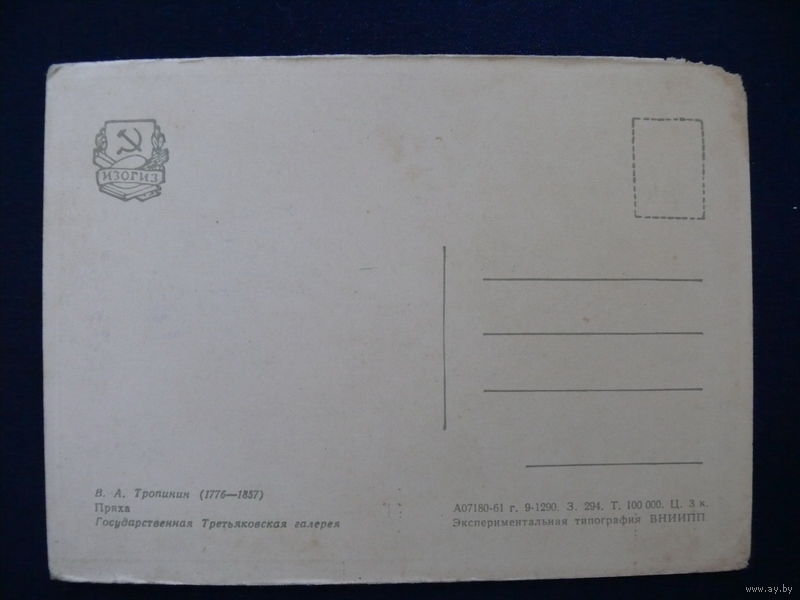 ИЗОГИЗ
В. А. Тропинин (1776—1857)
Пряха
Государственная Третьяковская галерея
А07180-61 г. 9-1290. З. 294. Т. 100 000. Ц. 3 к.
Экспериментальная типография ВНИИПП
www.ay.by